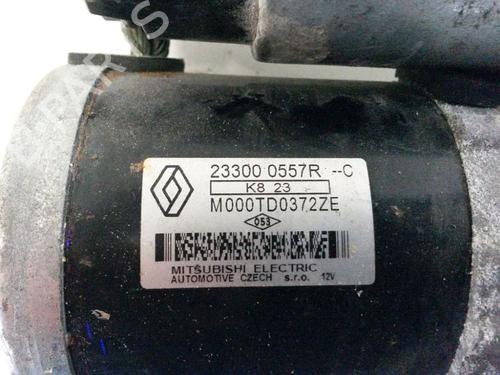 23300 0557R --C
K8 23
M000TD0372ZE
053
MITSUBISHI ELECTRIC
AUTOMOTIVE CZECH s.r.o. 12V